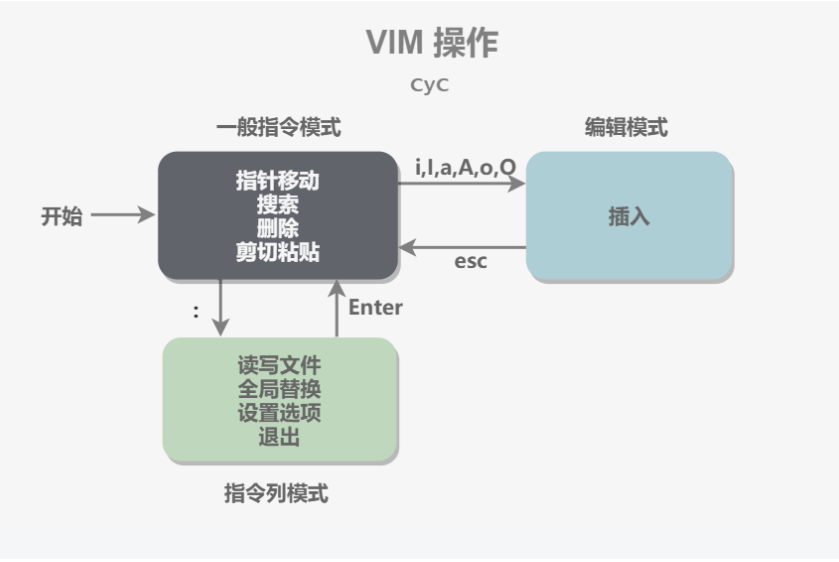 VIM 操作
CyC
一般指令模式
编辑模式
指针移动
搜索
删除
剪切粘贴
i,I,a,A,o,O
插入
开始
esc
:
Enter
读写文件
全局替换
设置选项
退出
指令列模式